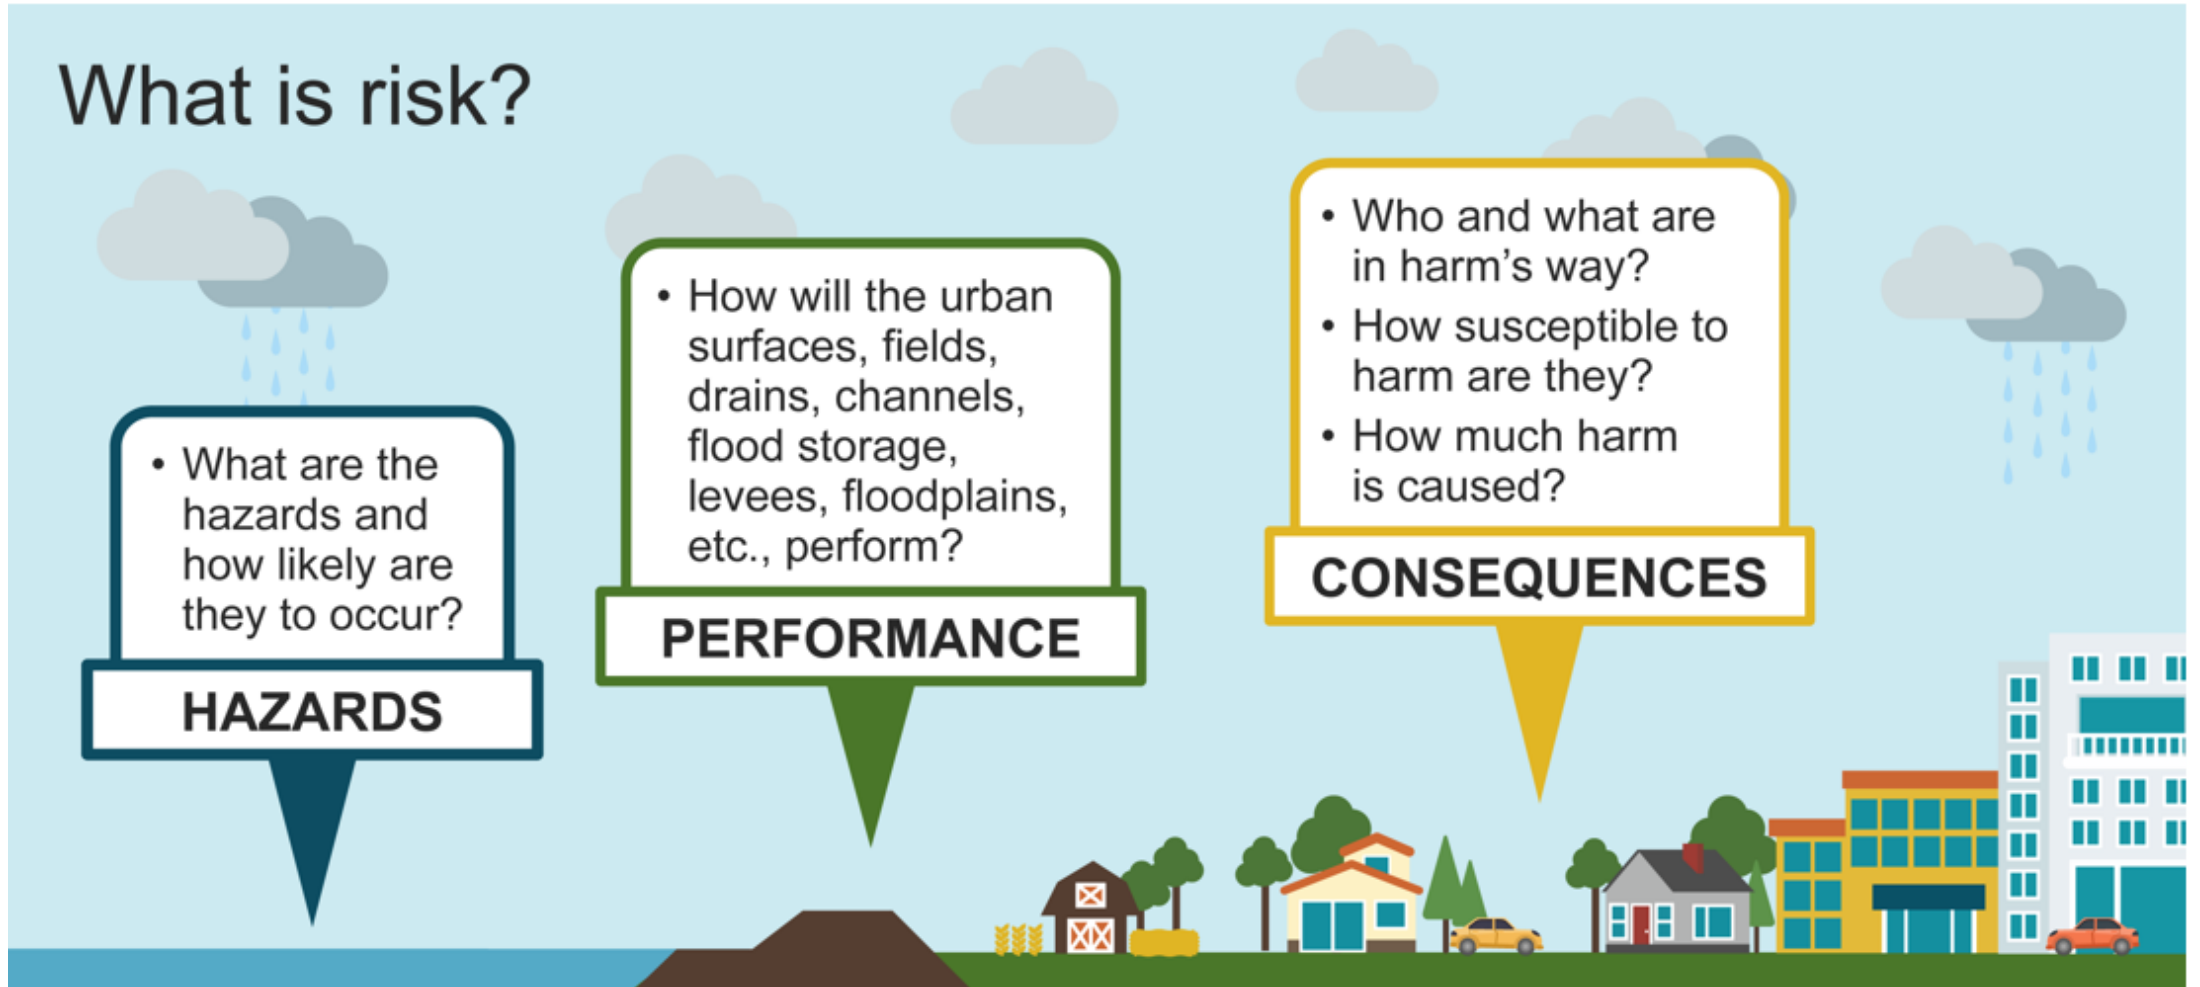 What is risk?
• What are the
hazards and
how likely are
they to occur?
HAZARDS
• How will the urban
surfaces, fields,
drains, channels,
flood storage,
levees, floodplains,
etc., perform?
PERFORMANCE
• Who and what are
in harm’s way?
• How susceptible to
harm are they?
• How much harm
is caused?
CONSEQUENCES